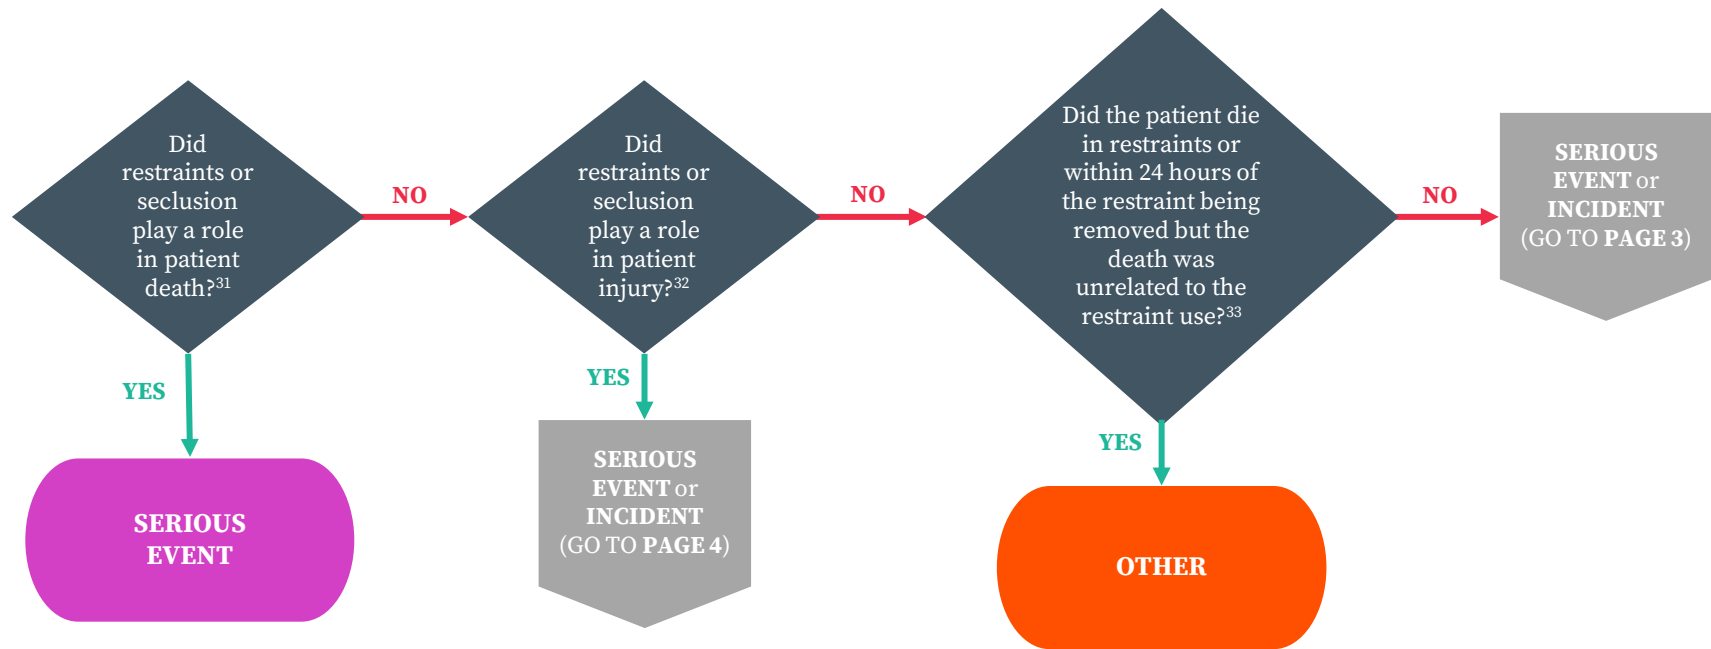 Did
restraints or
seclusion
play a role
in patient
death?31
NO
YES
SERIOUS
EVENT
Did
restraints or
seclusion
play a role
in patient
injury?32
NO
YES
SERIOUS
EVENT or
INCIDENT
(GO TO PAGE 4)
Did the patient die
in restraints or
within 24 hours of
the restraint being
removed but the
death was
unrelated to the
restraint use?33
NO
YES
OTHER
SERIOUS
EVENT or
INCIDENT
(GO TO PAGE 3)